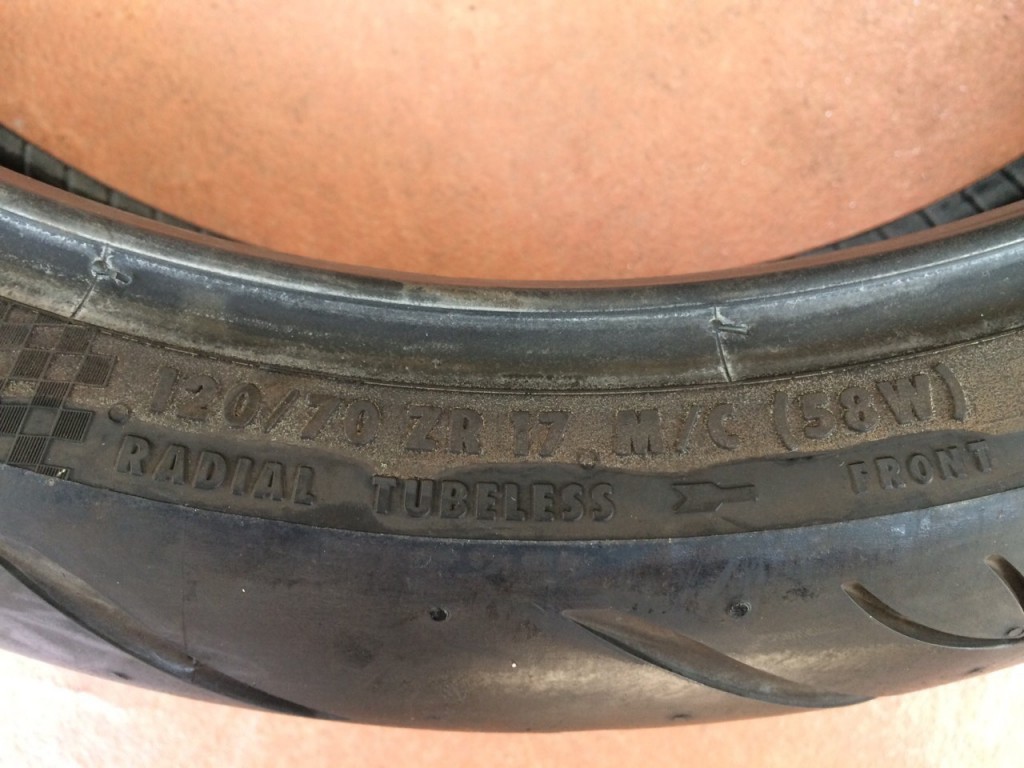 120/70 ZR 17 M/C (58W)
RADIAL TUBELESS FRONT